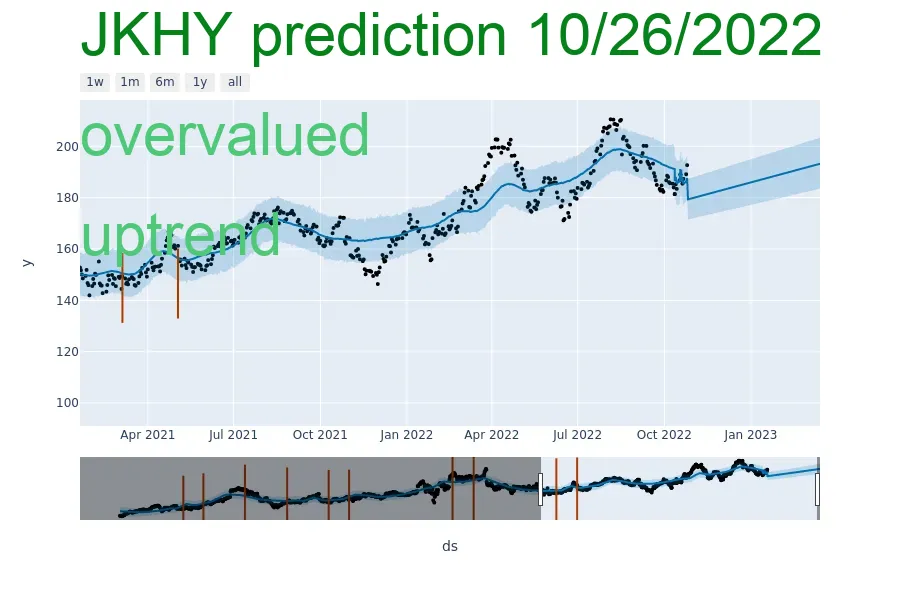 JKHY prediction 10/26/2022
1w 1m 6m 1y all
overvalued
200
180
uptrend
160
140
120
100
y
Apr 2021 Jul 2021 Oct 2021 Jan 2022 Apr 2022 Jul 2022 Oct 2022 Jan 2023
ds